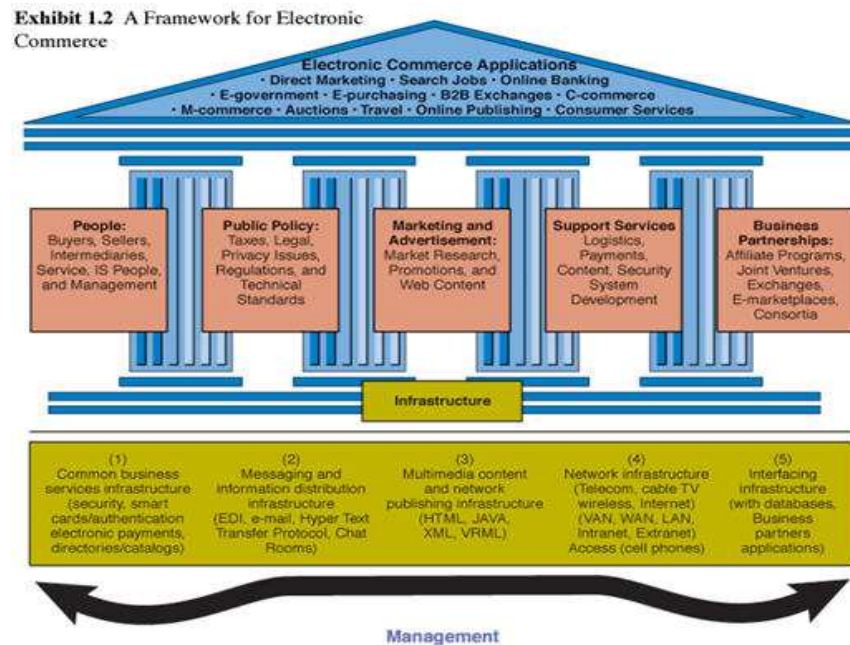 Exhibit 1.2 A Framework for Electronic
Commerce
Electronic Commerce Applications
• Direct Marketing • Search Jobs • Online Banking
• E-government • E-purchasing • B2B Exchanges • C-commerce
• M-commerce • Auctions • Travel • Online Publishing • Consumer Services
People:
Buyers, Sellers,
Intermediaries,
Service, IS People,
and Management
Public Policy:
Taxes, Legal,
Privacy Issues,
Regulations, and
Technical
Standards
Marketing and
Advertisement:
Market Research,
Promotions, and
Web Content
Support Services
Logistics,
Payments,
Content, Security
System
Development
Business
Partnerships:
Affiliate Programs,
Joint Ventures,
Exchanges,
E-marketplaces,
Consortia
Infrastructure
(1)
Common business
services infrastructure
(security, smart
cards/authentication
electronic payments,
directories/catalogs)
(2)
Messaging and
information distribution
infrastructure
(EDI, e-mail, Hyper Text
Transfer Protocol, Chat
Rooms)
(3)
Multimedia content
and network
publishing infrastructure
(HTML, JAVA,
XML, VRML)
(4)
Network infrastructure
(Telecom, cable TV
wireless, Internet)
(VAN, WAN, LAN,
Intranet, Extranet)
Access (cell phones)
(5)
Interfacing
infrastructure
(with databases,
Business
partners
applications)
Management